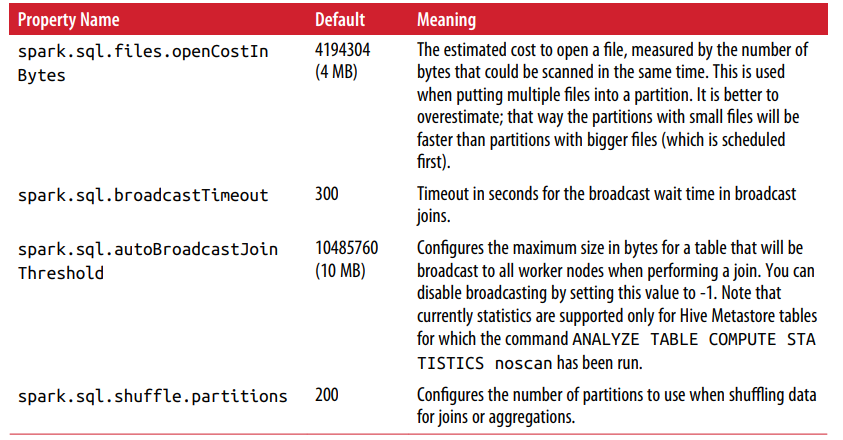 Property Name Default Meaning
spark.sql.files.openCostIn 4194304 The estimated cost to open a file, measured by the number of
Bytes (4 MB) bytes that could be scanned in the same time. This is used
when putting multiple files into a partition. It is better to
overestimate; that way the partitions with small files will be
faster than partitions with bigger files (which is scheduled
first).
spark.sql.broadcastTimeout 300 Timeout in seconds for the broadcast wait time in broadcast
joins.
spark.sql.autoBroadcastJoin 10485760 Configures the maximum size in bytes for a table that will be
Threshold (10 MB) broadcast to all worker nodes when performing a join. You can
disable broadcasting by setting this value to -1. Note that
currently statistics are supported only for Hive Metastore tables
for which the command ANALYZE TABLE COMPUTE STA
TISTICS noscan has been run.
spark.sql.shuffle.partitions 200 Configures the number of partitions to use when shuffling data
for joins or aggregations.